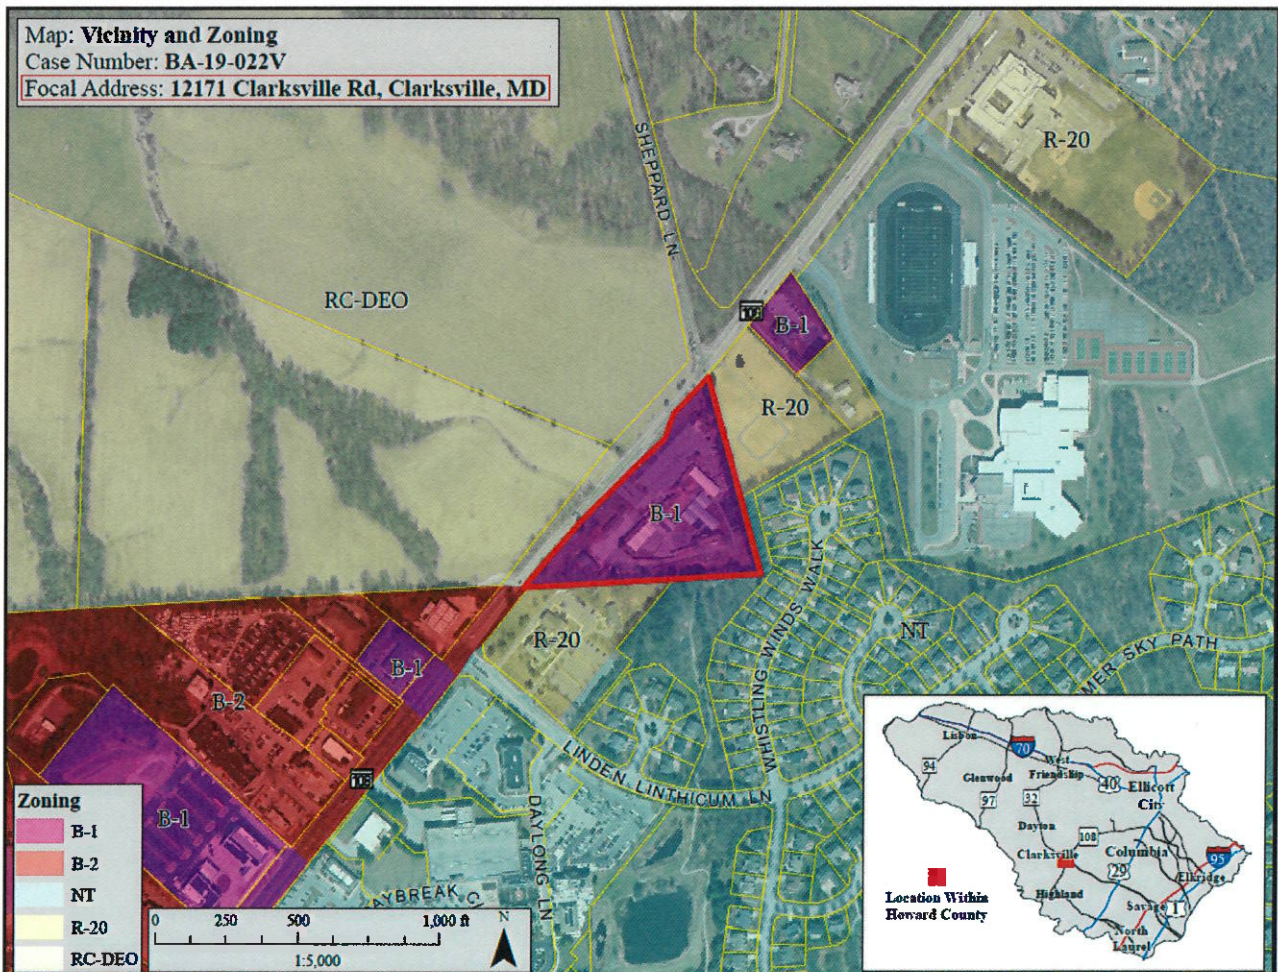 Map: Vicinity and Zoning
Case Number: BA-19-022V
Focal Address: 12171 Clarksville Rd, Clarksville, MD
SHEPPARD LN
R-20
RC-DEO
108
B-1
R-20
B-1
WHISTLING WINDS WALK
NT
R-20
MER SKY PATH
B-1
B-2
108
LINDEN LINTHICUM LN
B-1
DAYLONG LN
AYBREAK
Zoning
B-1
B-2
NT
R-20
RC-DEO
0 250 500 1,000 ft
1:5,000
N
Lisbon
70
West
Friendship
94
Glenwood
40
Ellicott
City
97
32
Dayton
108
Clarksville
Columbia
95
29
Elkridge
Highland
Savage
1
North
Laurel
Location Within
Howard County